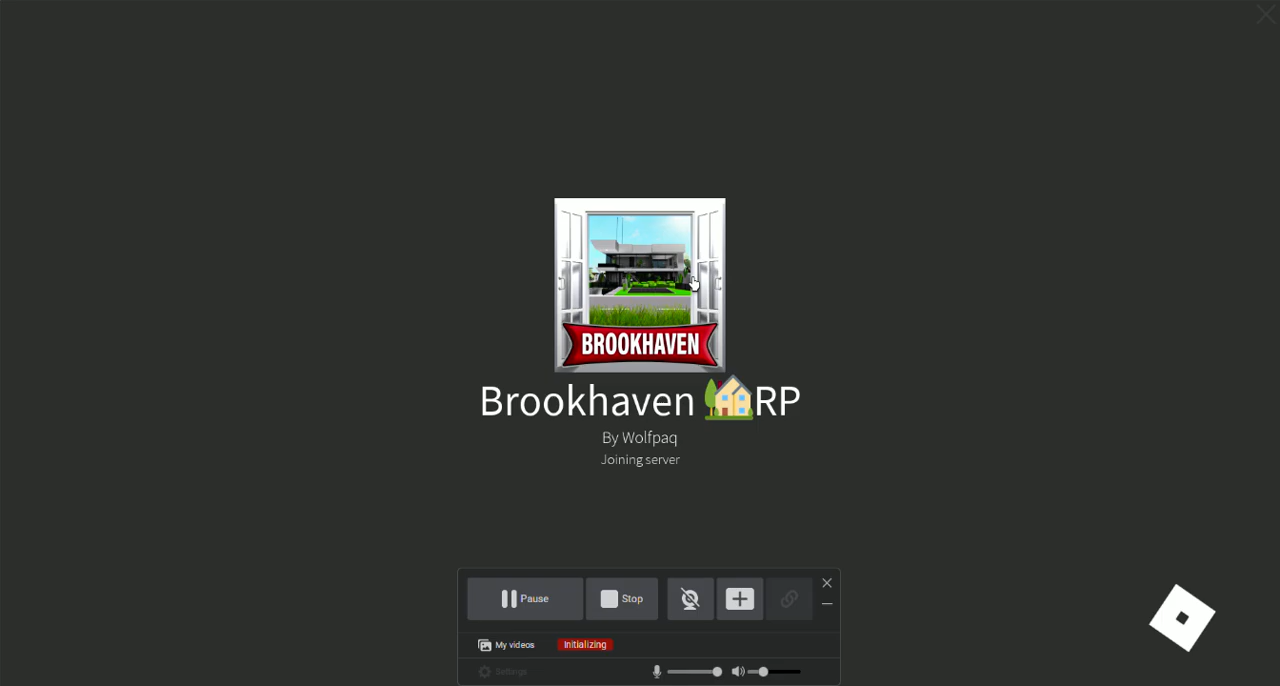 BROOKHAVEN
Brookhaven 🏡RP
By Wolfpaq
Joining server
Pause
Stop
My videos
Initializing
Settings